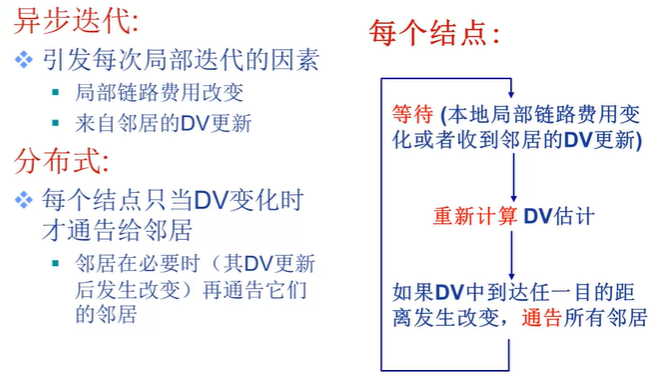 异步迭代:
引发每次局部迭代的因素
局部链路费用改变
来自邻居的DV更新
分布式:
每个结点只当DV变化时
才通告给邻居
邻居在必要时（其DV更新
后发生改变）再通告它们
的邻居
每个结点:
等待 (本地局部链路费用变
化或者收到邻居的DV更新)
重新计算 DV估计
如果DV中到达任一目的距
离发生改变，通告所有邻居